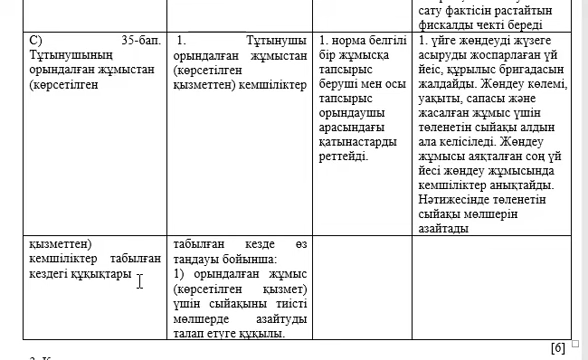 сату фактісін растайтын
фискалды чекті береді
С) 35-бап.
Тұтынушының
орындалған жұмыстан
(көрсетілген
1. Тұтынушы
орындалған жұмыстан
(көрсетілген
қызметтен) кемшіліктер
1. норма белгілі
бір жұмысқа
тапсырыс
беруші мен осы
тапсырыс
орындаушы
арасындағы
қатынастарды
реттейді.
1. үйге жөндеуді жүзеге
асыруды жоспарлаған үй
йеіс, құрылыс бригадасын
жалдайды. Жөндеу көлемі,
уақыты, сапасы және
жасалған жұмыс үшін
төленетін сыйақы алдын
ала келісіледі. Жөндеу
жұмысы аяқталған соң үй
йесі жөндеу жұмысында
кемшіліктер анықтайды.
Нәтижесінде төленетін
сыйақы мөлшерін
азайтады
қызметтен)
кемшіліктер табылған
кездегі құқықтары
табылған кезде өз
таңдауы бойынша:
1) орындалған жұмыс
(көрсетілген қызмет)
үшін сыйақыны тиісті
мөлшерде азайтуды
талап етуге құқылы.
[6]